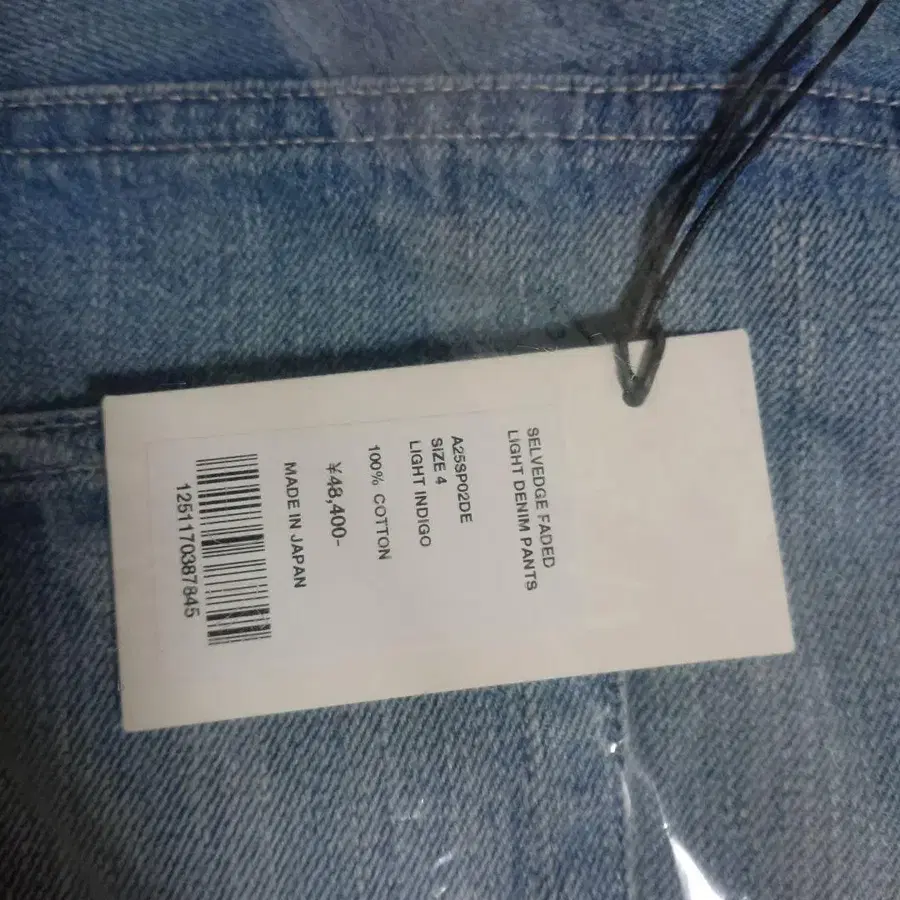 SELVEDGE FADED
LIGHT DENIM PANTS
A25SP02DE
SIZE 4
LIGHT INDIGO
100% COTTON
¥48,400-
MADE IN JAPAN
1251170387845